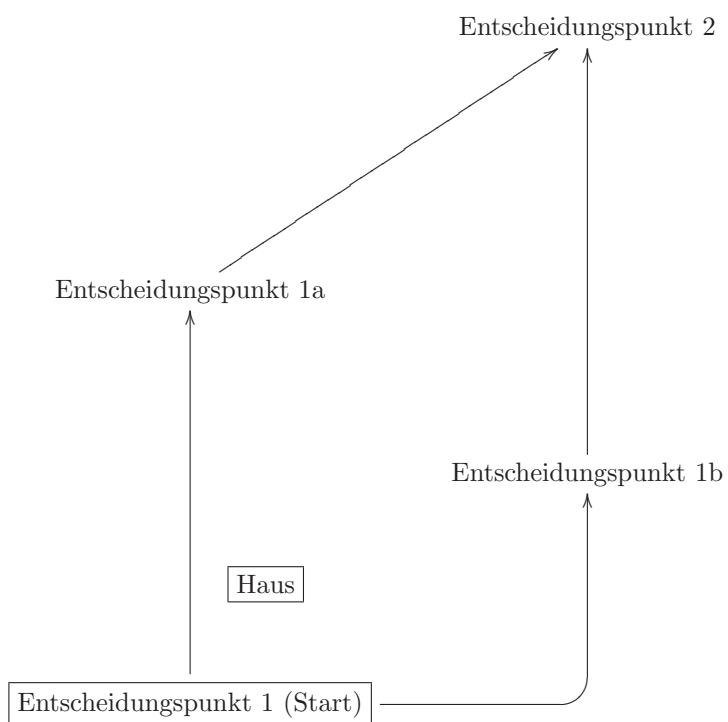 Entscheidungspunkt 2
Entscheidungspunkt 1a
Entscheidungspunkt 1b
Haus
Entscheidungspunkt 1 (Start)